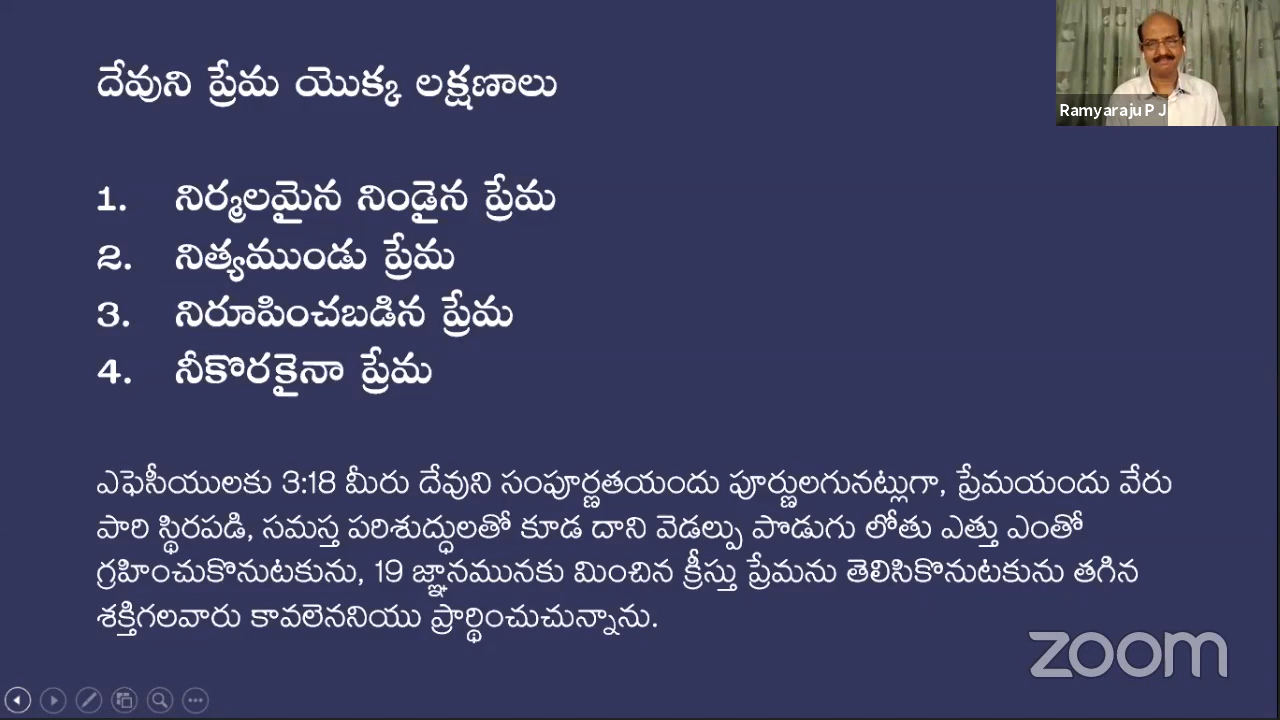 దేవుని ప్రేమ యొక్క లక్షణాలు
Ramyaraju P J
1. నిర్మలమైన నిండైన ప్రేమ
2. నిత్యముండు ప్రేమ
3. నిరూపించబడిన ప్రేమ
4. నీకొరకైనా ప్రేమ
ఎఫెసీయులకు 3:18 మీరు దేవుని సంపూర్ణతయందు పూర్ణులగునట్లుగా, ప్రేమయందు వేరు
పారి స్థిరపడి, సమస్త పరిశుద్ధులతో కూడ దాని వెడల్పు పొడుగు లోతు ఎత్తు ఎంతో
గ్రహించుకొనుటకును, 19 జ్ఞానమునకు మించిన క్రీస్తు ప్రేమను తెలిసికొనుటకును తగిన
శక్తిగలవారు కావలెననియు ప్రార్థించుచున్నాను.
zoom